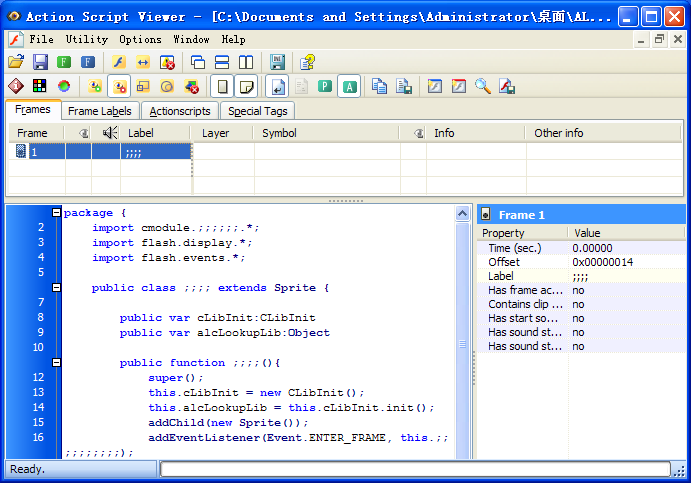 Action Script Viewer - [C:\Documents and Settings\Administrator\桌面\AL...
File Utility Options Window Help
Frames Frame Labels Actionscripts Special Tags
Frame Label Layer Symbol Info Other info
1 ;;;;
package {
2 import cmodule.;;;;;;.*;
3 import flash.display.*;
4 import flash.events.*;
5
public class ;;;; extends Sprite {
7
8 public var cLibInit:CLibInit
9 public var alcLookupLib:Object
10
public function ;;;;(){
12 super();
13 this.cLibInit = new CLibInit();
14 this.alcLookupLib = this.cLibInit.init();
15 addChild(new Sprite());
16 addEventListener(Event.ENTER_FRAME, this.;;
;;;;;;;;);
Frame 1
Property Value
Time (sec.) 0.00000
Offset 0x00000014
Label ;;;;
Has frame ac... no
Contains clip ... no
Has start so... no
Has sound st... no
Has sound st... no
Ready.